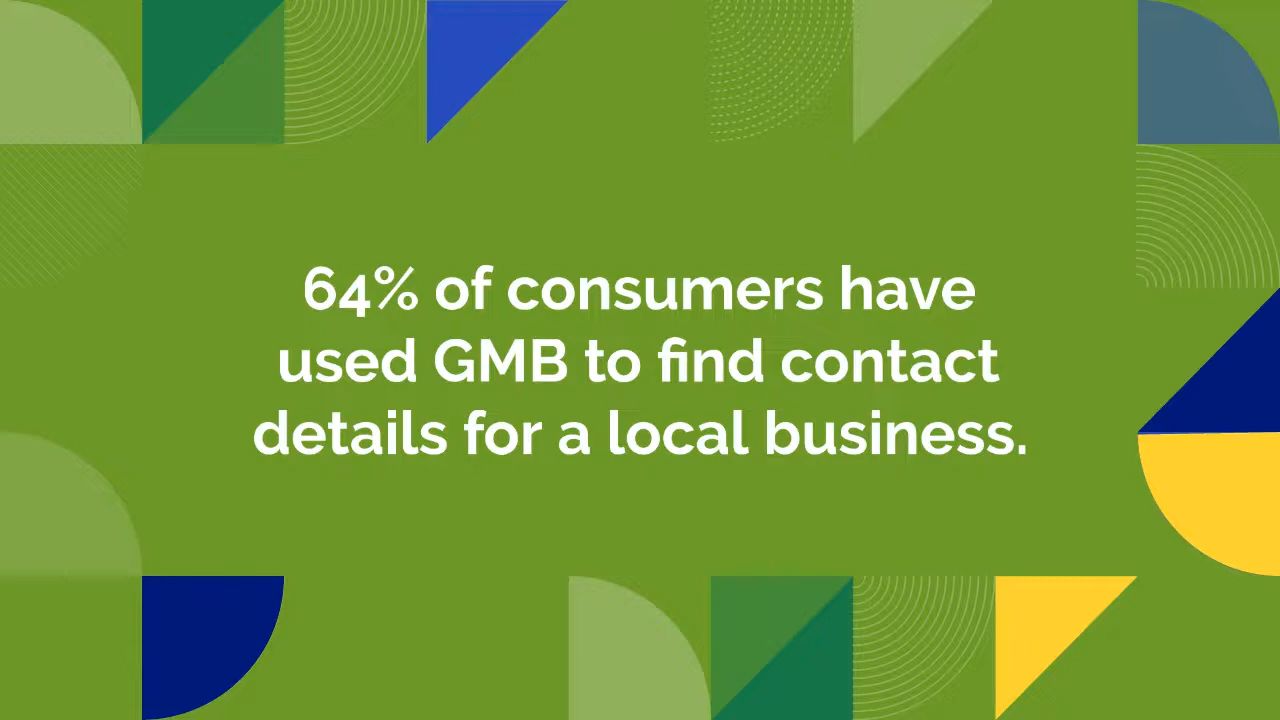 64% of consumers have
used GMB to find contact
details for a local business.